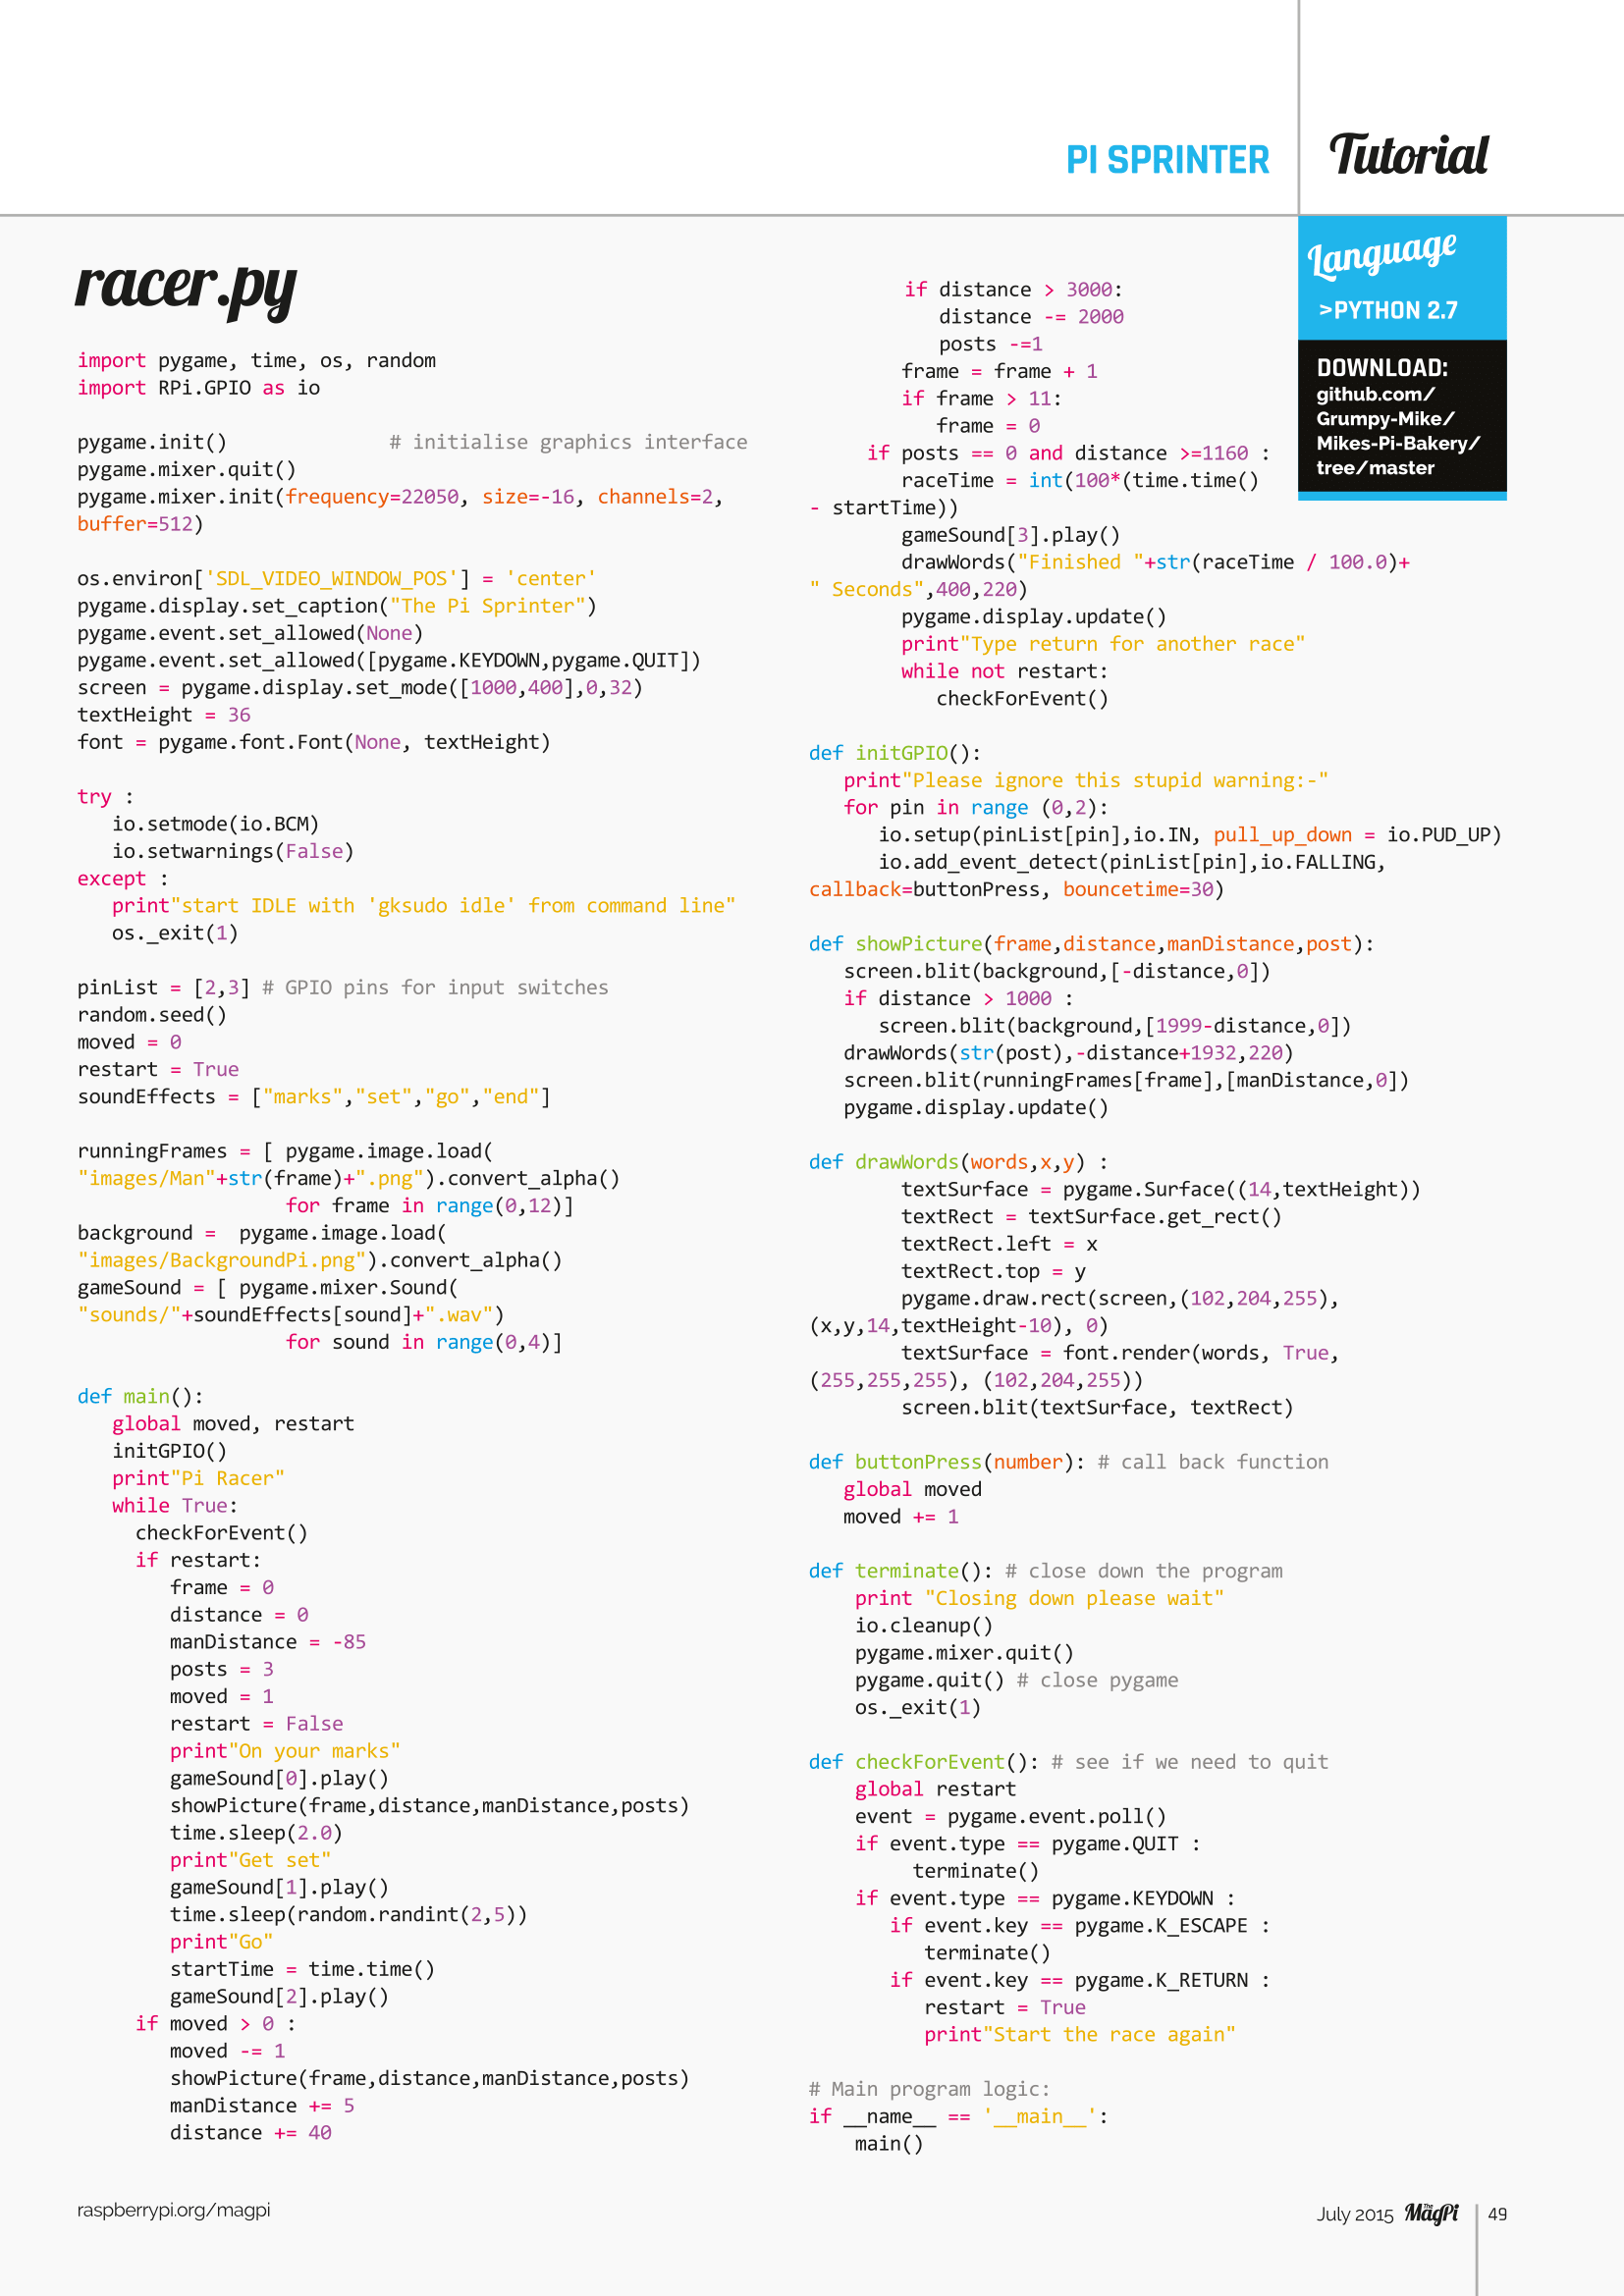 PI SPRINTER
Tutorial
racer.py
import pygame, time, os, random
import RPi.GPIO as io

pygame.init()              # initialise graphics interface
pygame.mixer.quit()
pygame.mixer.init(frequency=22050, size=-16, channels=2,
buffer=512)

os.environ['SDL_VIDEO_WINDOW_POS'] = 'center'
pygame.display.set_caption("The Pi Sprinter")
pygame.event.set_allowed(None)
pygame.event.set_allowed([pygame.KEYDOWN,pygame.QUIT])
screen = pygame.display.set_mode([1000,400],0,32)
textHeight = 36
font = pygame.font.Font(None, textHeight)

try :
   io.setmode(io.BCM)
   io.setwarnings(False)
except :
   print"start IDLE with 'gksudo idle' from command line"
   os._exit(1)

pinList = [2,3] # GPIO pins for input switches
random.seed()
moved = 0
restart = True
soundEffects = ["marks","set","go","end"]

runningFrames = [ pygame.image.load(
"images/Man"+str(frame)+".png").convert_alpha()
                  for frame in range(0,12)]
background =  pygame.image.load(
"images/BackgroundPi.png").convert_alpha()
gameSound = [ pygame.mixer.Sound(
"sounds/"+soundEffects[sound]+".wav")
                  for sound in range(0,4)]

def main():
   global moved, restart
   initGPIO()
   print"Pi Racer"
   while True:
     checkForEvent()
     if restart:
        frame = 0
        distance = 0
        manDistance = -85
        posts = 3
        moved = 1
        restart = False
        print"On your marks"
        gameSound[0].play()
        showPicture(frame,distance,manDistance,posts)
        time.sleep(2.0)
        print"Get set"
        gameSound[1].play()
        time.sleep(random.randint(2,5))
        print"Go"
        startTime = time.time()
        gameSound[2].play()
     if moved > 0 :
        moved -= 1
        showPicture(frame,distance,manDistance,posts)
        manDistance += 5
        distance += 40
        if distance > 3000:
           distance -= 2000
           posts -=1
        frame = frame + 1
        if frame > 11:
           frame = 0
     if posts == 0 and distance >=1160 :
        raceTime = int(100*(time.time()
- startTime))
        gameSound[3].play()
        drawWords("Finished "+str(raceTime / 100.0)+
" Seconds",400,220)
        pygame.display.update()
        print"Type return for another race"
        while not restart:
           checkForEvent()

def initGPIO():
   print"Please ignore this stupid warning:-"
   for pin in range (0,2):
      io.setup(pinList[pin],io.IN, pull_up_down = io.PUD_UP)
      io.add_event_detect(pinList[pin],io.FALLING,
callback=buttonPress, bouncetime=30)

def showPicture(frame,distance,manDistance,post):
   screen.blit(background,[-distance,0])
   if distance > 1000 :
      screen.blit(background,[1999-distance,0])
   drawWords(str(post),-distance+1932,220)
   screen.blit(runningFrames[frame],[manDistance,0])
   pygame.display.update()

def drawWords(words,x,y) :
        textSurface = pygame.Surface((14,textHeight))
        textRect = textSurface.get_rect()
        textRect.left = x
        textRect.top = y
        pygame.draw.rect(screen,(102,204,255),
(x,y,14,textHeight-10), 0)
        textSurface = font.render(words, True,
(255,255,255), (102,204,255))
        screen.blit(textSurface, textRect)

def buttonPress(number): # call back function
   global moved
   moved += 1

def terminate(): # close down the program
    print "Closing down please wait"
    io.cleanup()
    pygame.mixer.quit()
    pygame.quit() # close pygame
    os._exit(1)

def checkForEvent(): # see if we need to quit
    global restart
    event = pygame.event.poll()
    if event.type == pygame.QUIT :
         terminate()
    if event.type == pygame.KEYDOWN :
       if event.key == pygame.K_ESCAPE :
          terminate()
       if event.key == pygame.K_RETURN :
          restart = True
          print"Start the race again"

# Main program logic:
if __name__ == '__main__':
    main()
Language
>PYTHON 2.7
DOWNLOAD:
github.com/
Grumpy-Mike/
Mikes-Pi-Bakery/
tree/master
raspberrypi.org/magpi
July 2015 The MagPi 49